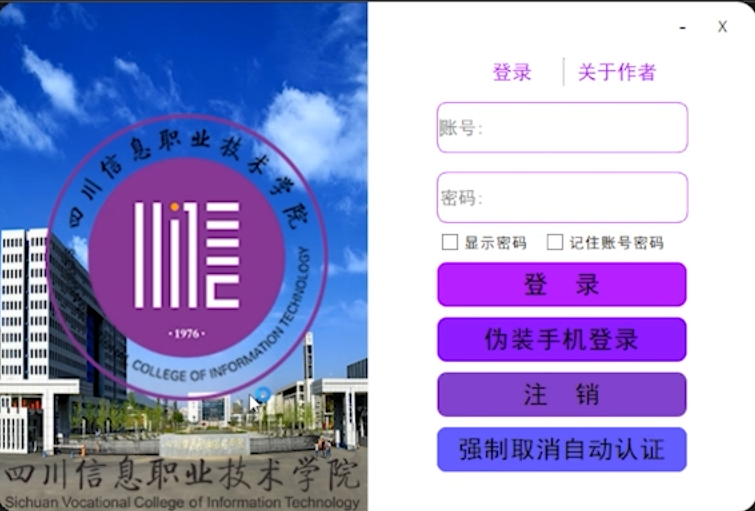 四川信息职业技术学院
COLLEGE OF INFORMATION TECHNOLOGY
·1976·
四川信息职业技术学院
Sichuan Vocational College of Information Technology
- X
登录
关于作者
账号:
密码:
显示密码 记住账号密码
登 录
伪装手机登录
注 销
强制取消自动认证